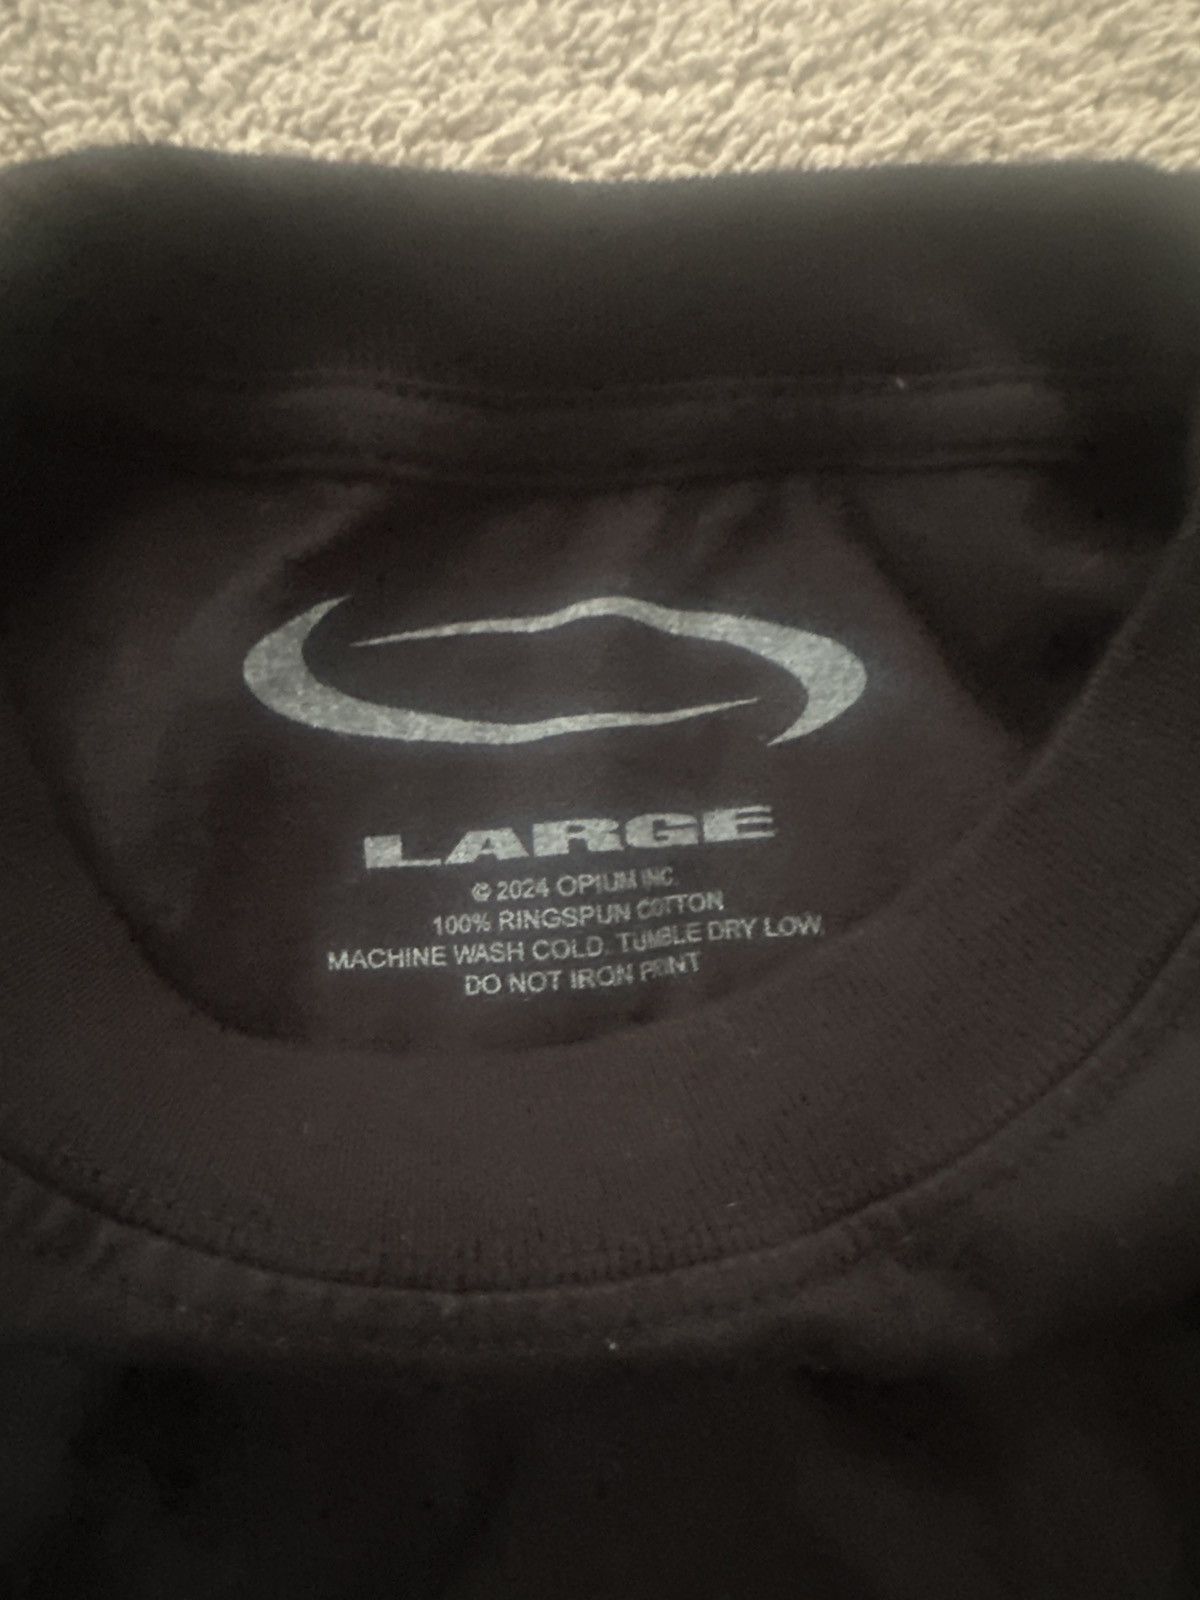 LARGE
© 2024 OPIUM INC.
100% RINGSPUN COTTON
MACHINE WASH COLD. TUMBLE DRY LOW.
DO NOT IRON PRINT